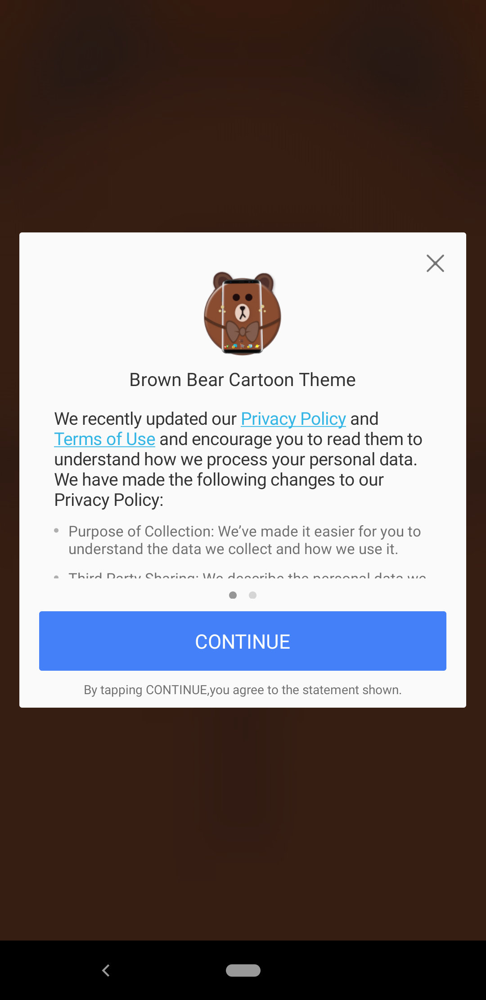 Brown Bear Cartoon Theme
We recently updated our Privacy Policy and
Terms of Use and encourage you to read them to
understand how we process your personal data.
We have made the following changes to our
Privacy Policy:
Purpose of Collection: We’ve made it easier for you to
understand the data we collect and how we use it.
Third Party Sharing: We describe the personal data we
CONTINUE
By tapping CONTINUE,you agree to the statement shown.